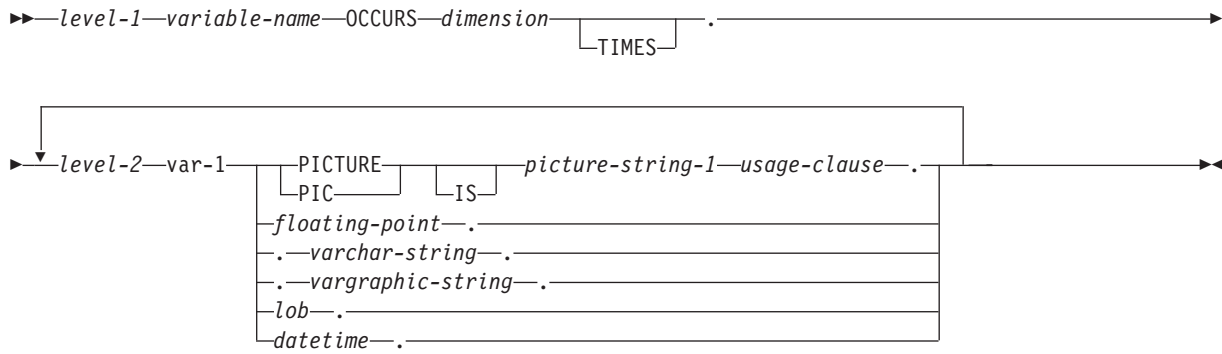 level-1 variable-name OCCURS dimension .
TIMES
level-2 var-1 PICTURE picture-string-1 usage-clause .
PIC IS
floating-point .
. varchar-string .
. vargraphic-string .
lob .
datetime .